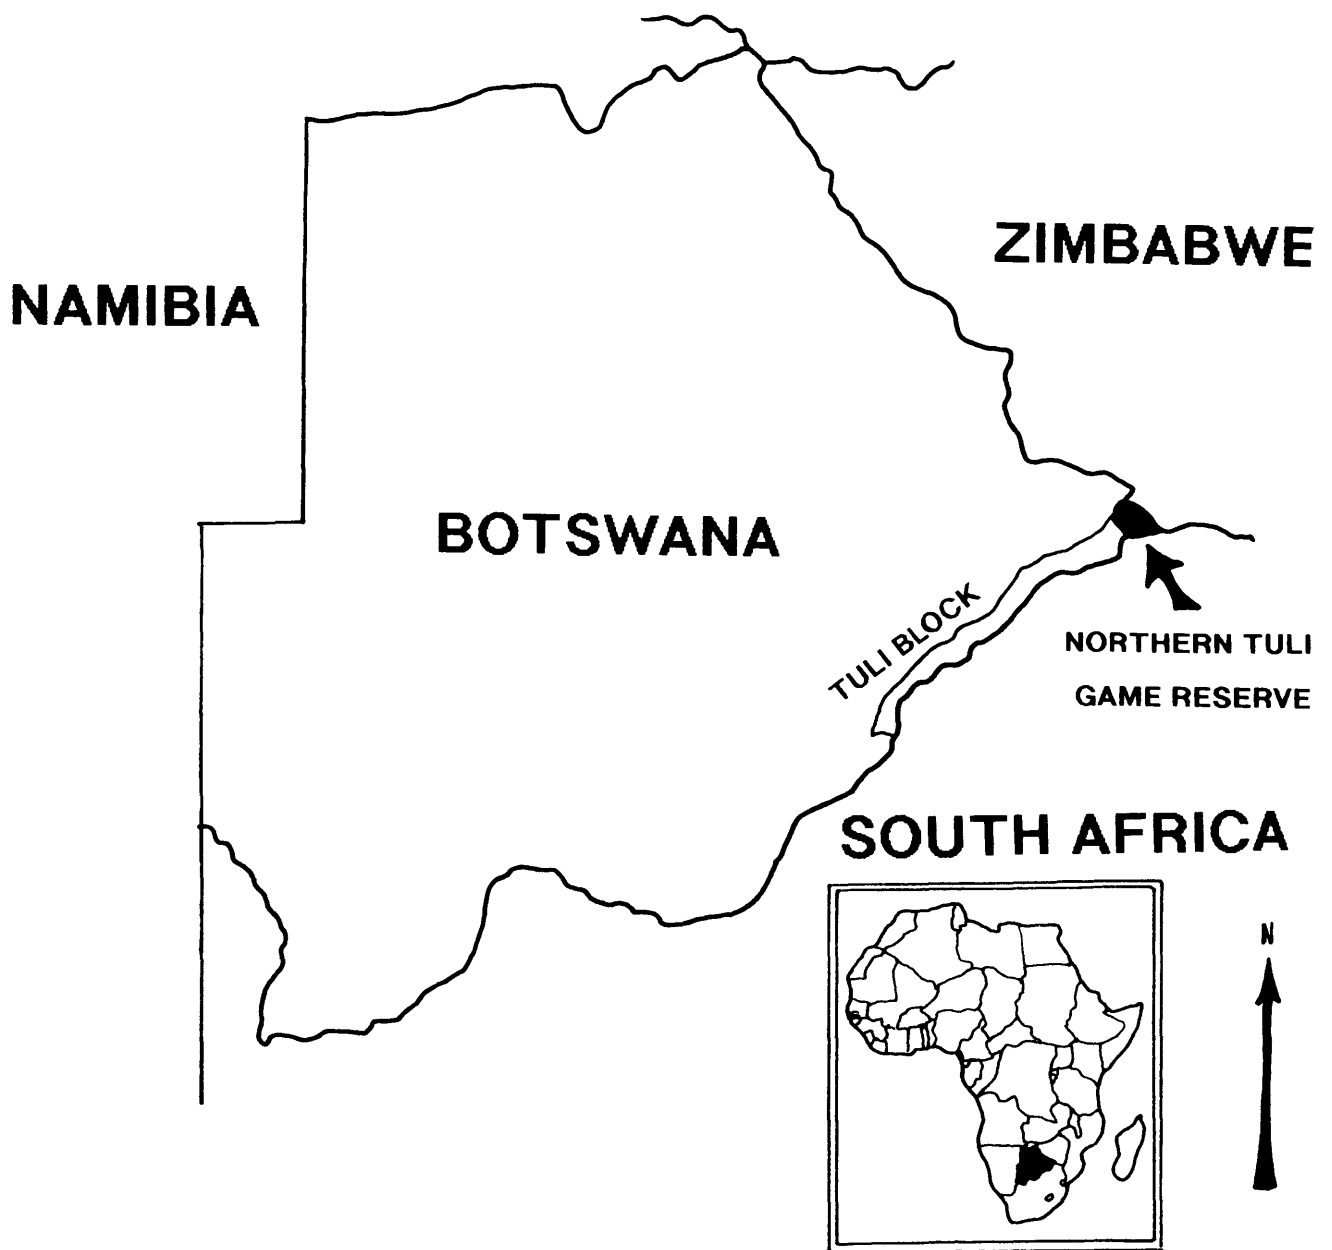 ZIMBABWE
NAMIBIA
BOTSWANA
TULI BLOCK
NORTHERN TULI
GAME RESERVE
SOUTH AFRICA
N